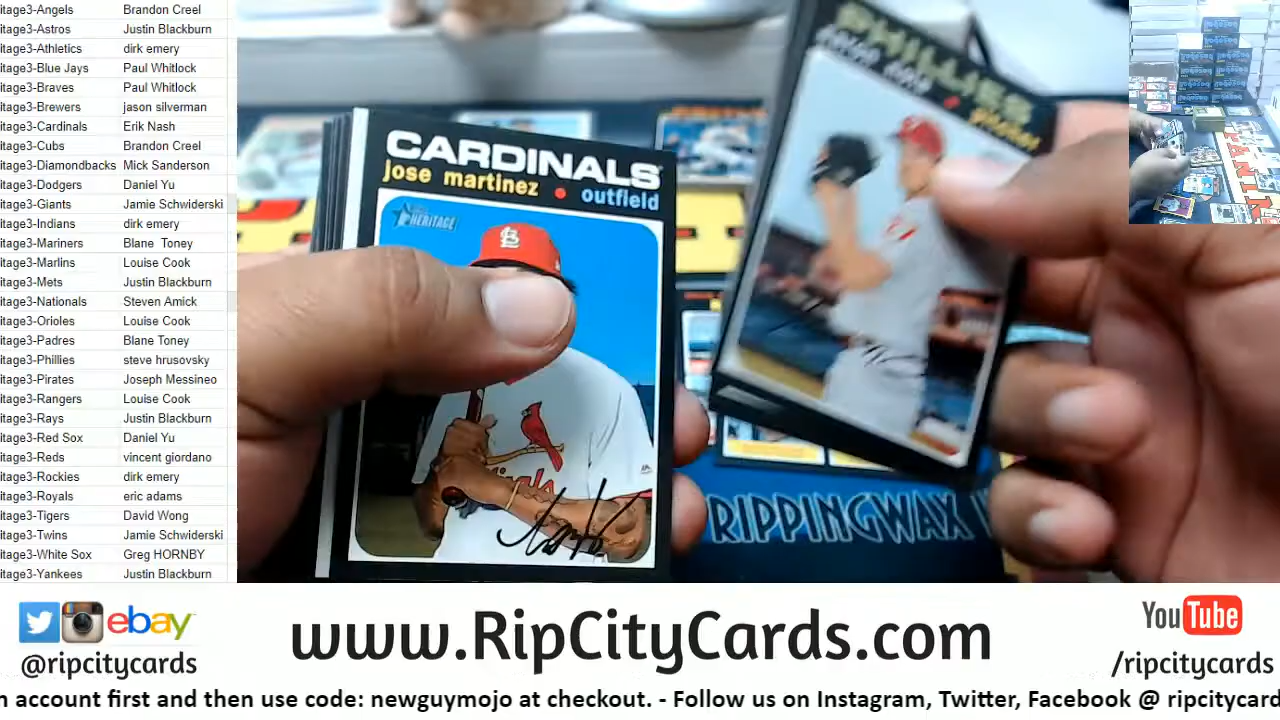 itage3-Angels Brandon Creel
itage3-Astros Justin Blackburn
itage3-Athletics dirk emery
itage3-Blue Jays Paul Whitlock
itage3-Braves Paul Whitlock
itage3-Brewers jason silverman
itage3-Cardinals Erik Nash
itage3-Cubs Brandon Creel
itage3-Diamondbacks Mick Sanderson
itage3-Dodgers Daniel Yu
itage3-Giants Jamie Schwiderski
itage3-Indians dirk emery
itage3-Mariners Blane Toney
itage3-Marlins Louise Cook
itage3-Mets Justin Blackburn
itage3-Nationals Steven Amick
itage3-Orioles Louise Cook
itage3-Padres Blane Toney
itage3-Phillies steve hrusovsky
itage3-Pirates Joseph Messineo
itage3-Rangers Louise Cook
itage3-Rays Justin Blackburn
itage3-Red Sox Daniel Yu
itage3-Reds vincent giordano
itage3-Rockies dirk emery
itage3-Royals eric adams
itage3-Tigers David Wong
itage3-Twins Jamie Schwiderski
itage3-White Sox Greg HORNBY
itage3-Yankees Justin Blackburn
CARDINALS
jose martinez • outfield
HERITAGE
PHILLIES
pitcher
RIPPINGWAX
PANINI
ebay
@ripcitycards
www.RipCityCards.com
YouTube
/ripcitycards
n account first and then use code: newguymojo at checkout. - Follow us on Instagram, Twitter, Facebook @ ripcitycard